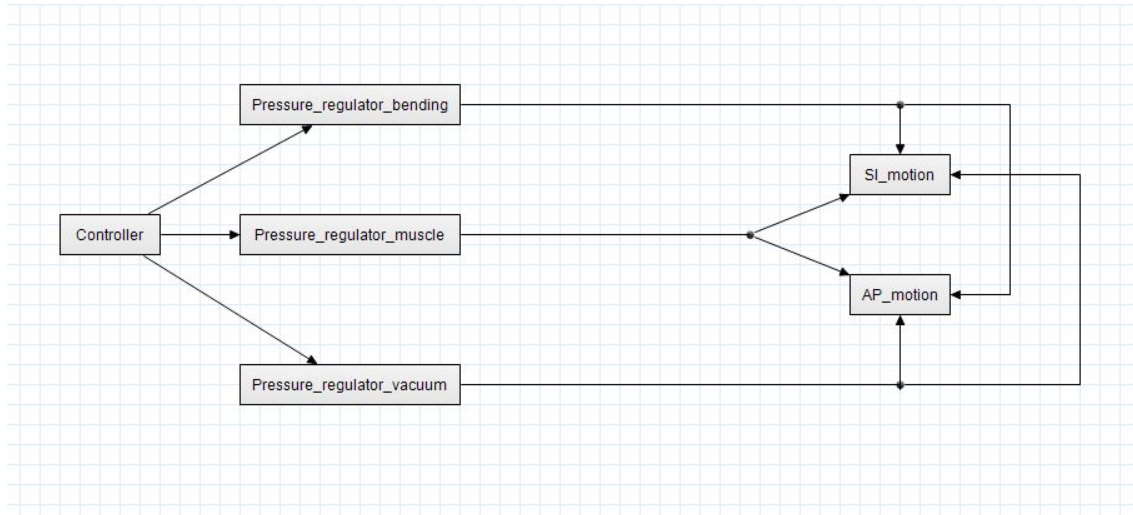 Pressure_regulator_bending
SI_motion
Controller
Pressure_regulator_muscle
AP_motion
Pressure_regulator_vacuum